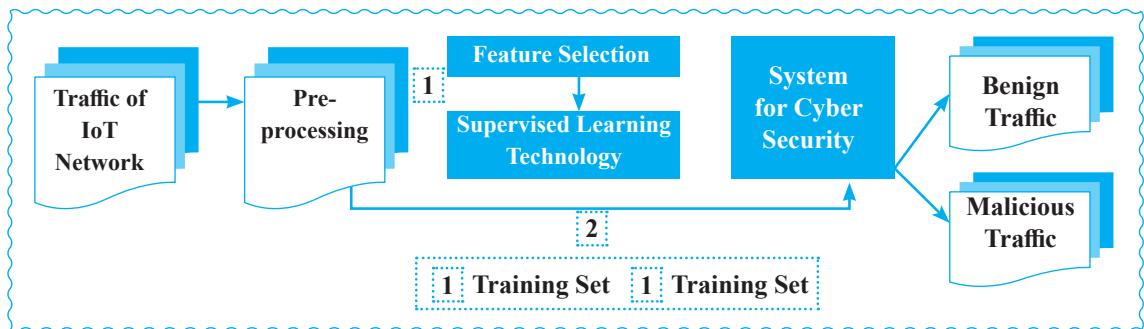 Traffic of
IoT
Network
Pre-
processing
1
Feature Selection
Supervised Learning
Technology
System
for Cyber
Security
Benign
Traffic
Malicious
Traffic
2
1 Training Set 1 Training Set